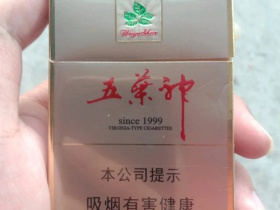 WuyeShen
五葉神
since 1999
VIRGINIA-TYPE CIGARETTES
本公司提示
吸烟有害健康